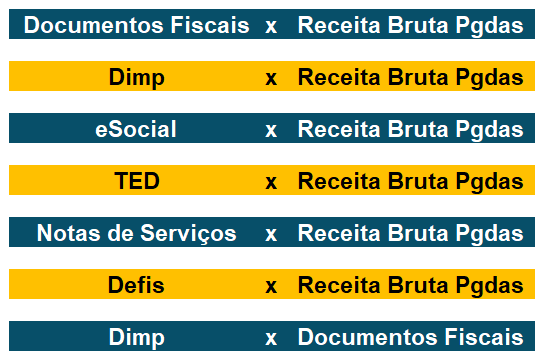 Documentos Fiscais x Receita Bruta Pgdas
Dimp x Receita Bruta Pgdas
eSocial x Receita Bruta Pgdas
TED x Receita Bruta Pgdas
Notas de Serviços x Receita Bruta Pgdas
Defis x Receita Bruta Pgdas
Dimp x Documentos Fiscais